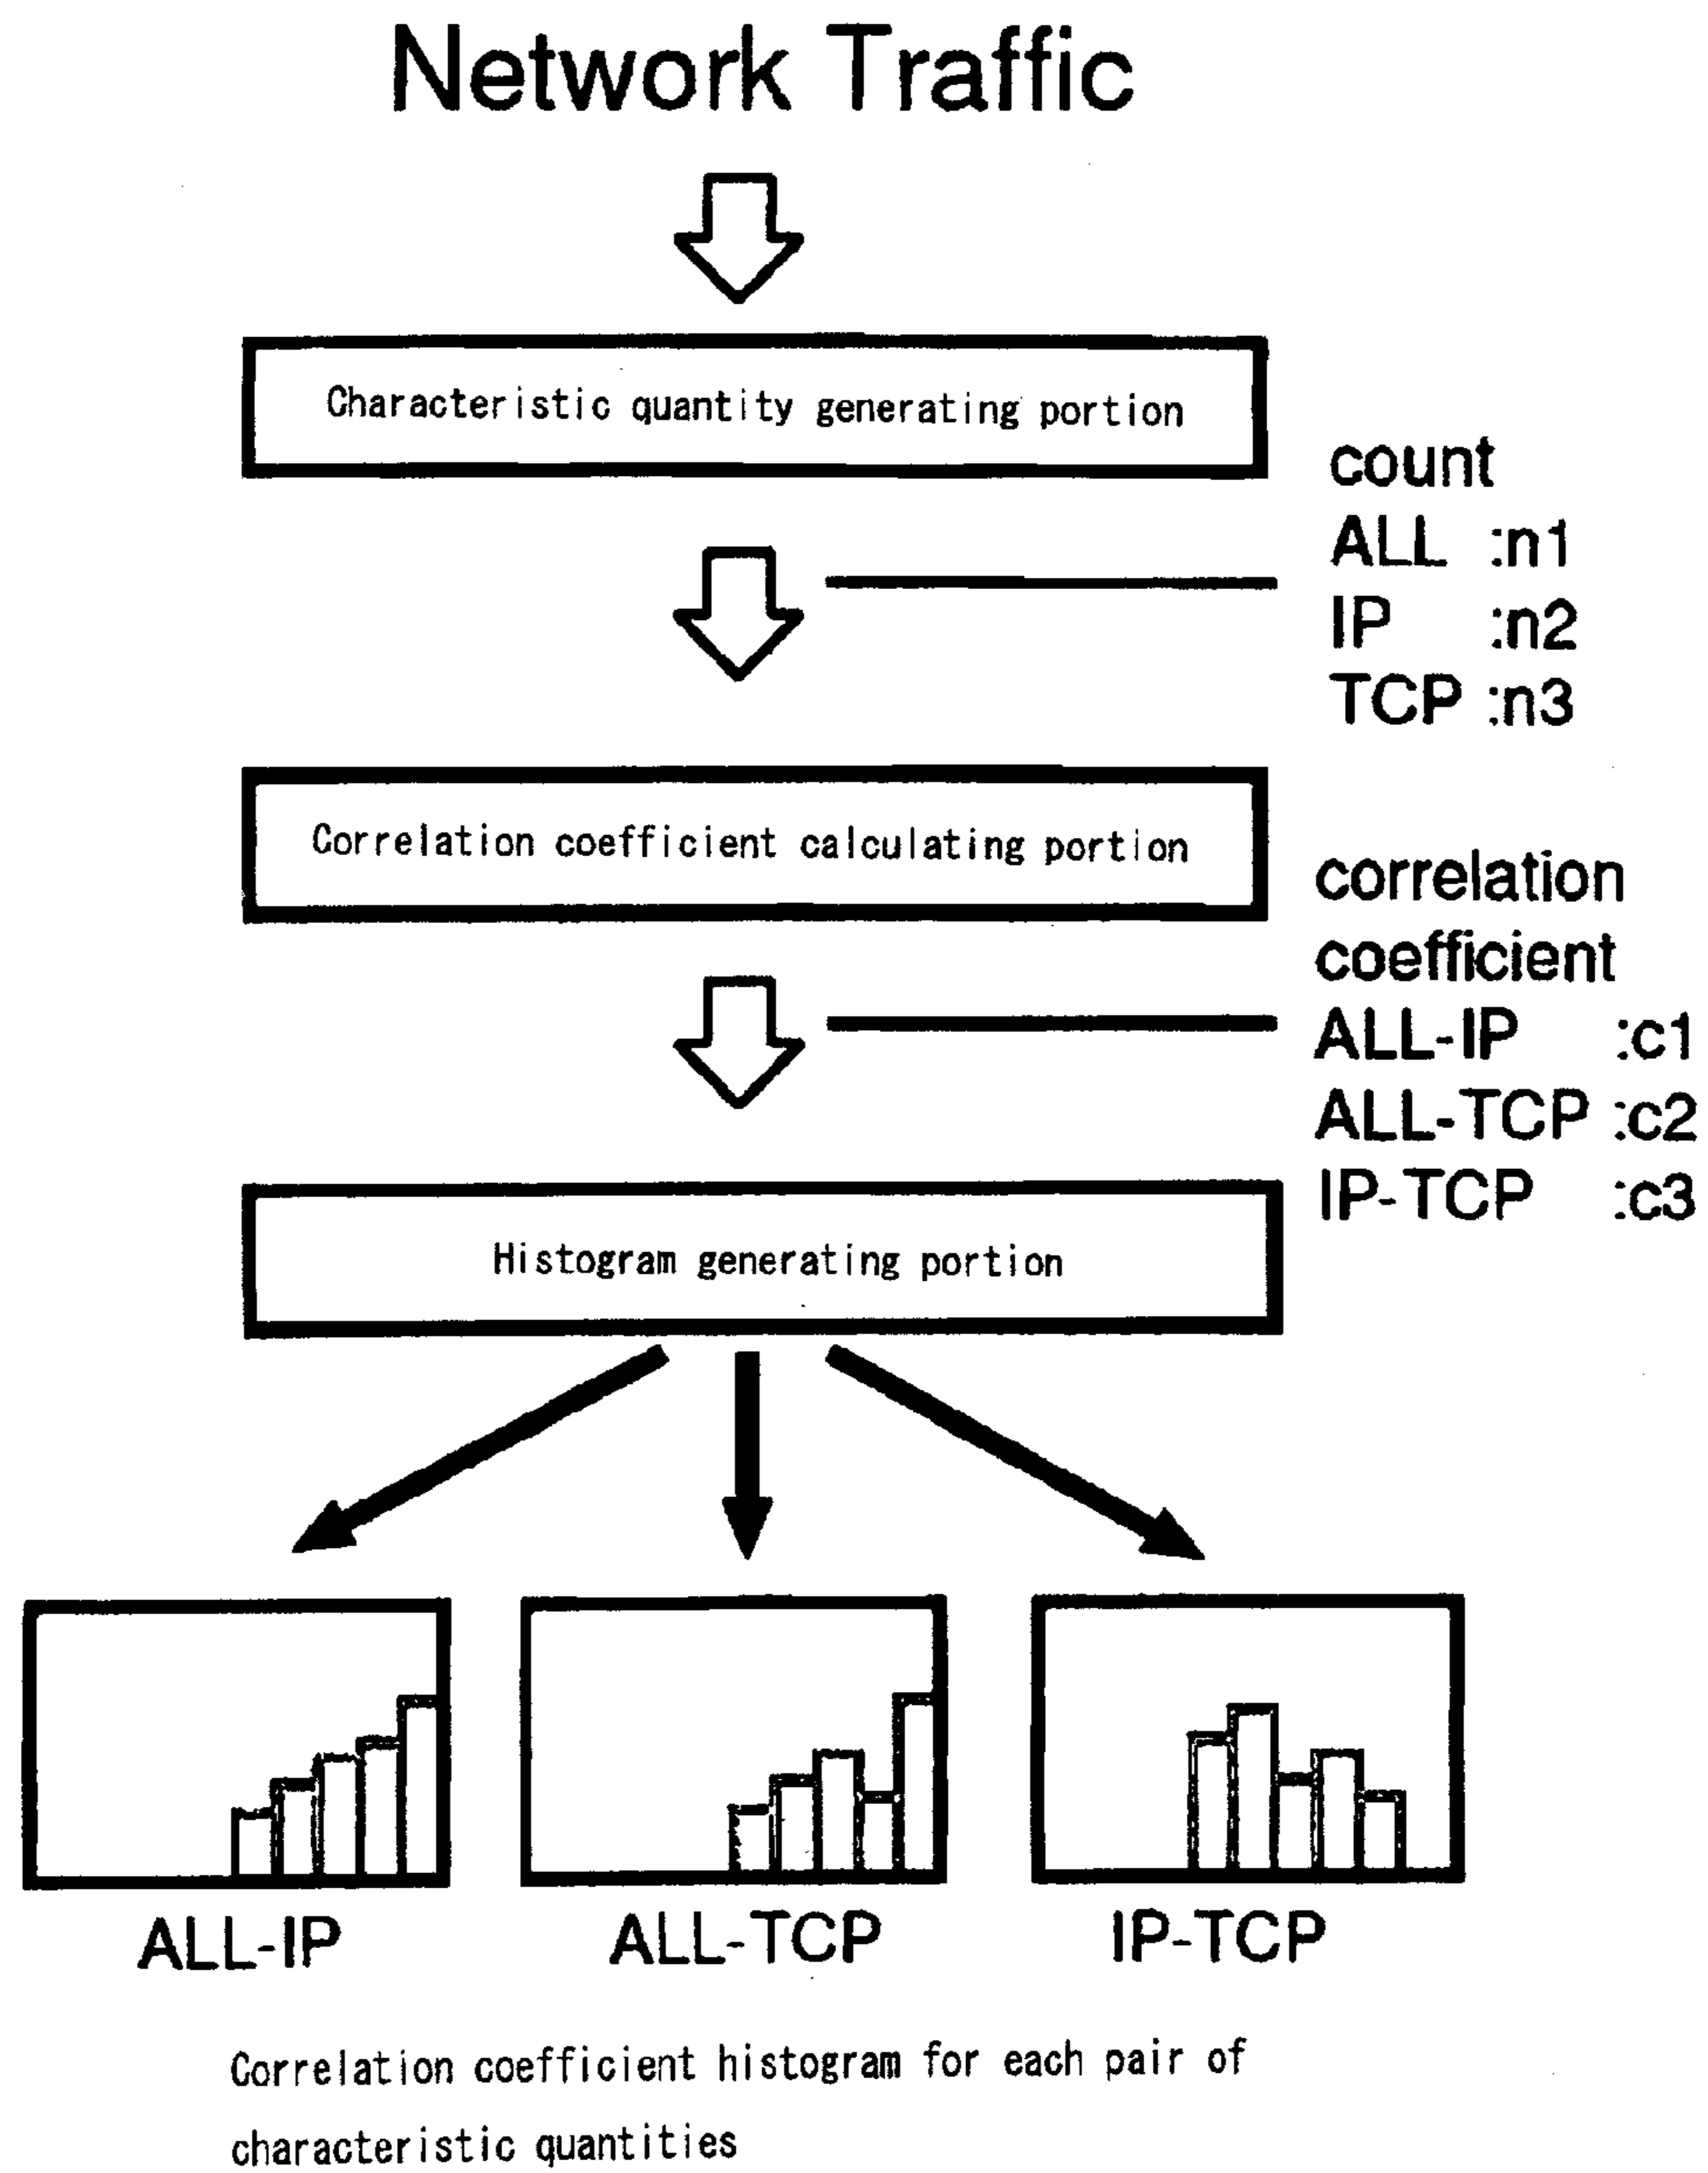 Network Traffic
Characteristic quantity generating portion
count
ALL :n1
IP :n2
TCP :n3
Correlation coefficient calculating portion
correlation
coefficient
ALL-IP :c1
ALL-TCP :c2
IP-TCP :c3
Histogram generating portion
ALL-IP
ALL-TCP
IP-TCP
Correlation coefficient histogram for each pair of
characteristic quantities